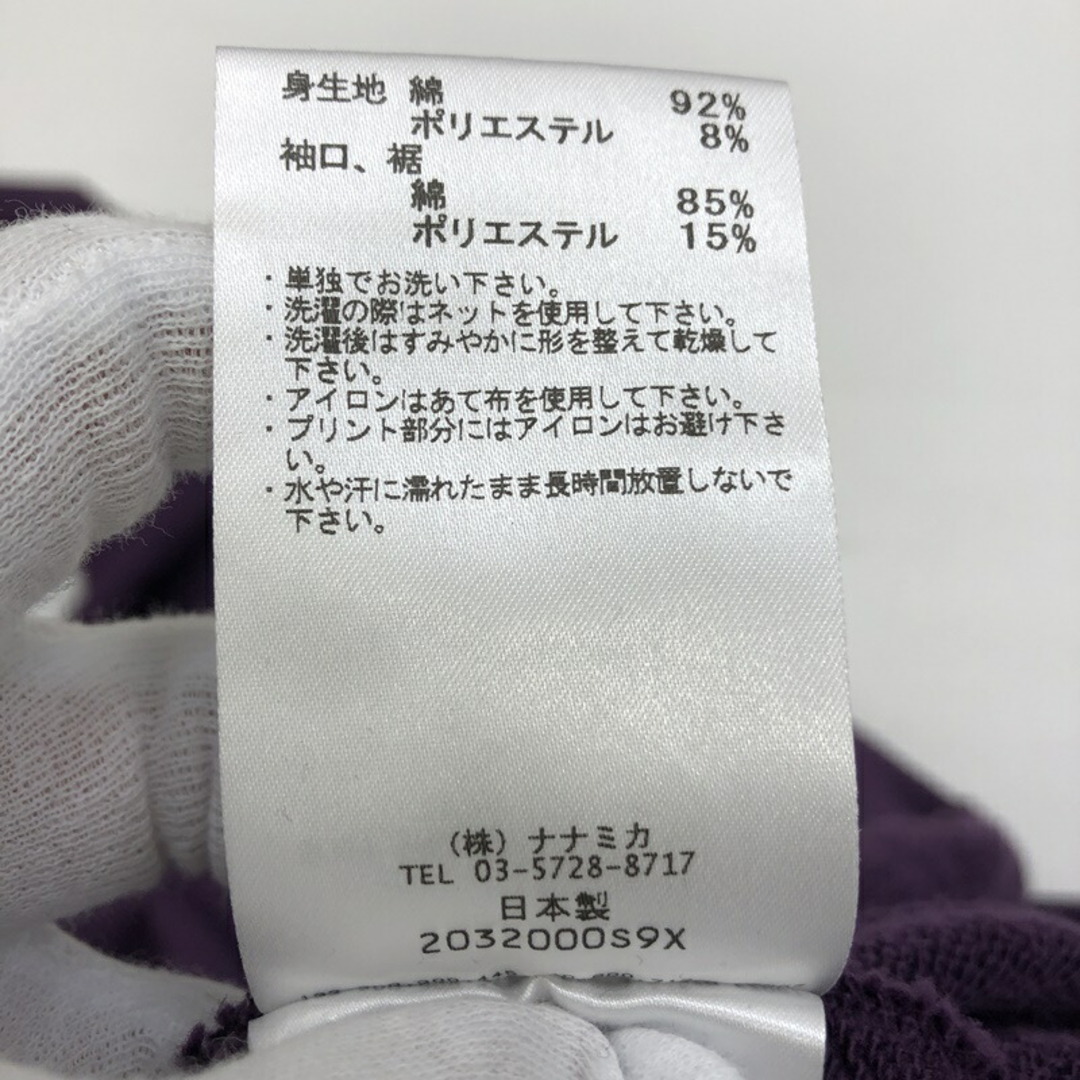 身生地 綿 92%
ポリエステル 8%
袖口、裾
綿 85%
ポリエステル 15%
・単独でお洗い下さい。
・洗濯の際はネットを使用して下さい。
・洗濯後はすみやかに形を整えて乾燥して
下さい。
・アイロンはあて布を使用して下さい。
・プリント部分にはアイロンはお避け下さ
い。
・水や汗に濡れたまま長時間放置しないで
下さい。
(株) ナナミカ
TEL 03-5728-8717
日本製
2032000S9X